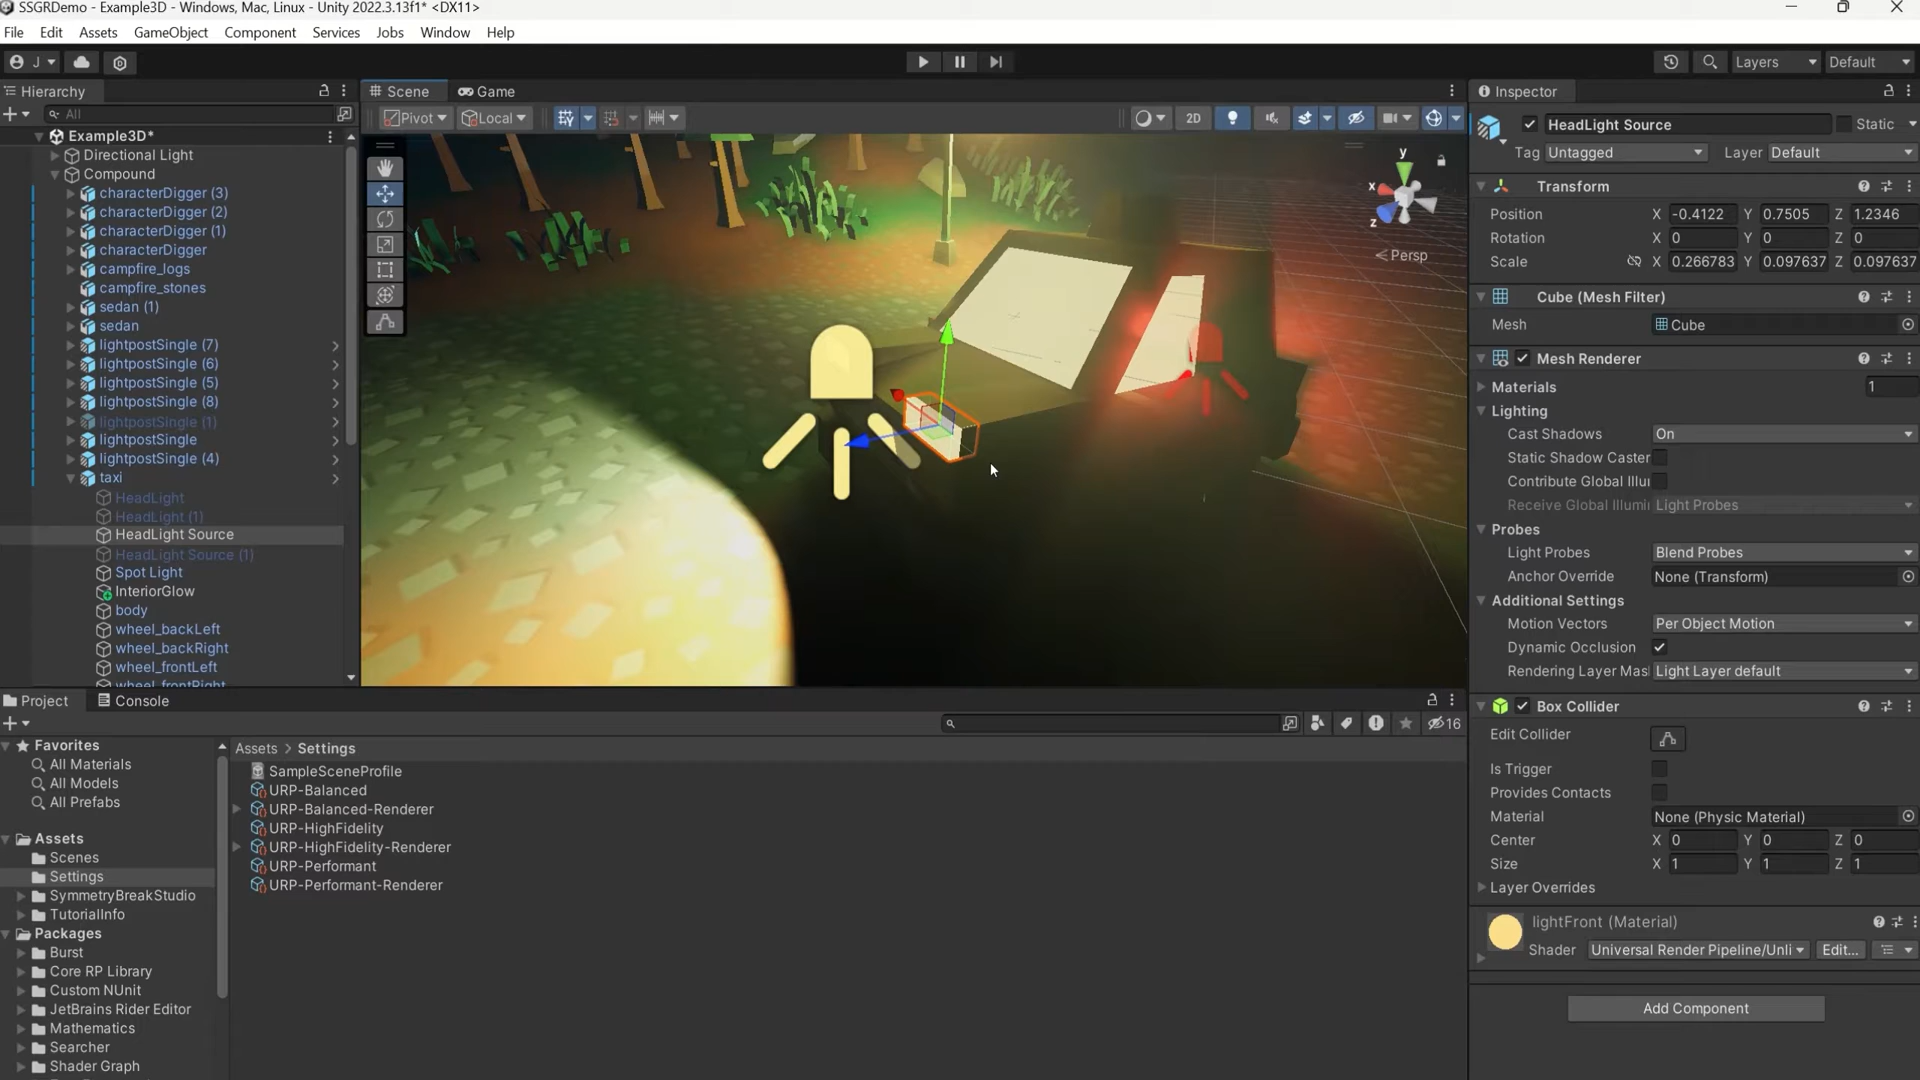 SSGRDemo - Example3D* - Windows, Mac, Linux - Unity 2022.3.13f1* <DX11>
File Edit Assets GameObject Component Services Jobs Window Help
J
Layers
Default
Hierarchy
All
Example3D*
Directional Light
Compound
characterDigger (3)
characterDigger (2)
characterDigger (1)
characterDigger
campfire_logs
campfire_stones
sedan (1)
sedan
lightpostSingle (7)
lightpostSingle (6)
lightpostSingle (5)
lightpostSingle (8)
lightpostSingle (1)
lightpostSingle
lightpostSingle (4)
taxi
HeadLight
HeadLight (1)
HeadLight Source
HeadLight Source (1)
Spot Light
InteriorGlow
body
wheel_backLeft
wheel_backRight
wheel_frontLeft
wheel_frontRight
Scene
Game
Pivot
Local
2D
y
x
z
Persp
Inspector
HeadLight Source
Static
Tag Untagged Layer Default
Transform
Position X -0.4122 Y 0.7505 Z 1.2346
Rotation X 0 Y 0 Z 0
Scale X 0.266783 Y 0.097637 Z 0.097637
Cube (Mesh Filter)
Mesh Cube
Mesh Renderer
Materials 1
Lighting
Cast Shadows On
Static Shadow Caster
Contribute Global Illui
Receive Global Illumii Light Probes
Probes
Light Probes Blend Probes
Anchor Override None (Transform)
Additional Settings
Motion Vectors Per Object Motion
Dynamic Occlusion
Rendering Layer Mas Light Layer default
Box Collider
Edit Collider
Is Trigger
Provides Contacts
Material None (Physic Material)
Center X 0 Y 0 Z 0
Size X 1 Y 1 Z 1
Layer Overrides
lightFront (Material)
Shader Universal Render Pipeline/Unli Edit...
Add Component
Project
Console
16
Favorites
All Materials
All Models
All Prefabs
Assets
Scenes
Settings
SymmetryBreakStudio
TutorialInfo
Packages
Burst
Core RP Library
Custom NUnit
JetBrains Rider Editor
Mathematics
Searcher
Shader Graph
Assets > Settings
SampleSceneProfile
URP-Balanced
URP-Balanced-Renderer
URP-HighFidelity
URP-HighFidelity-Renderer
URP-Performant
URP-Performant-Renderer